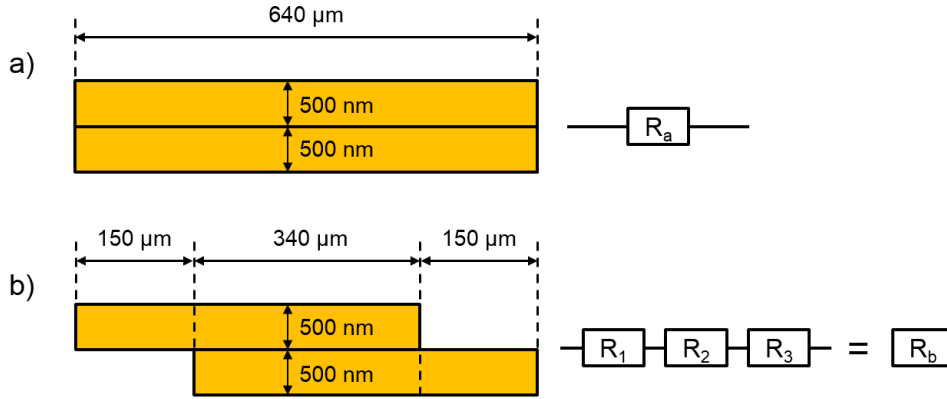 640 µm
a)
500 nm
500 nm
Rₐ
150 µm 340 µm 150 µm
b)
500 nm
R₁ R₂ R₃ = R_b
500 nm